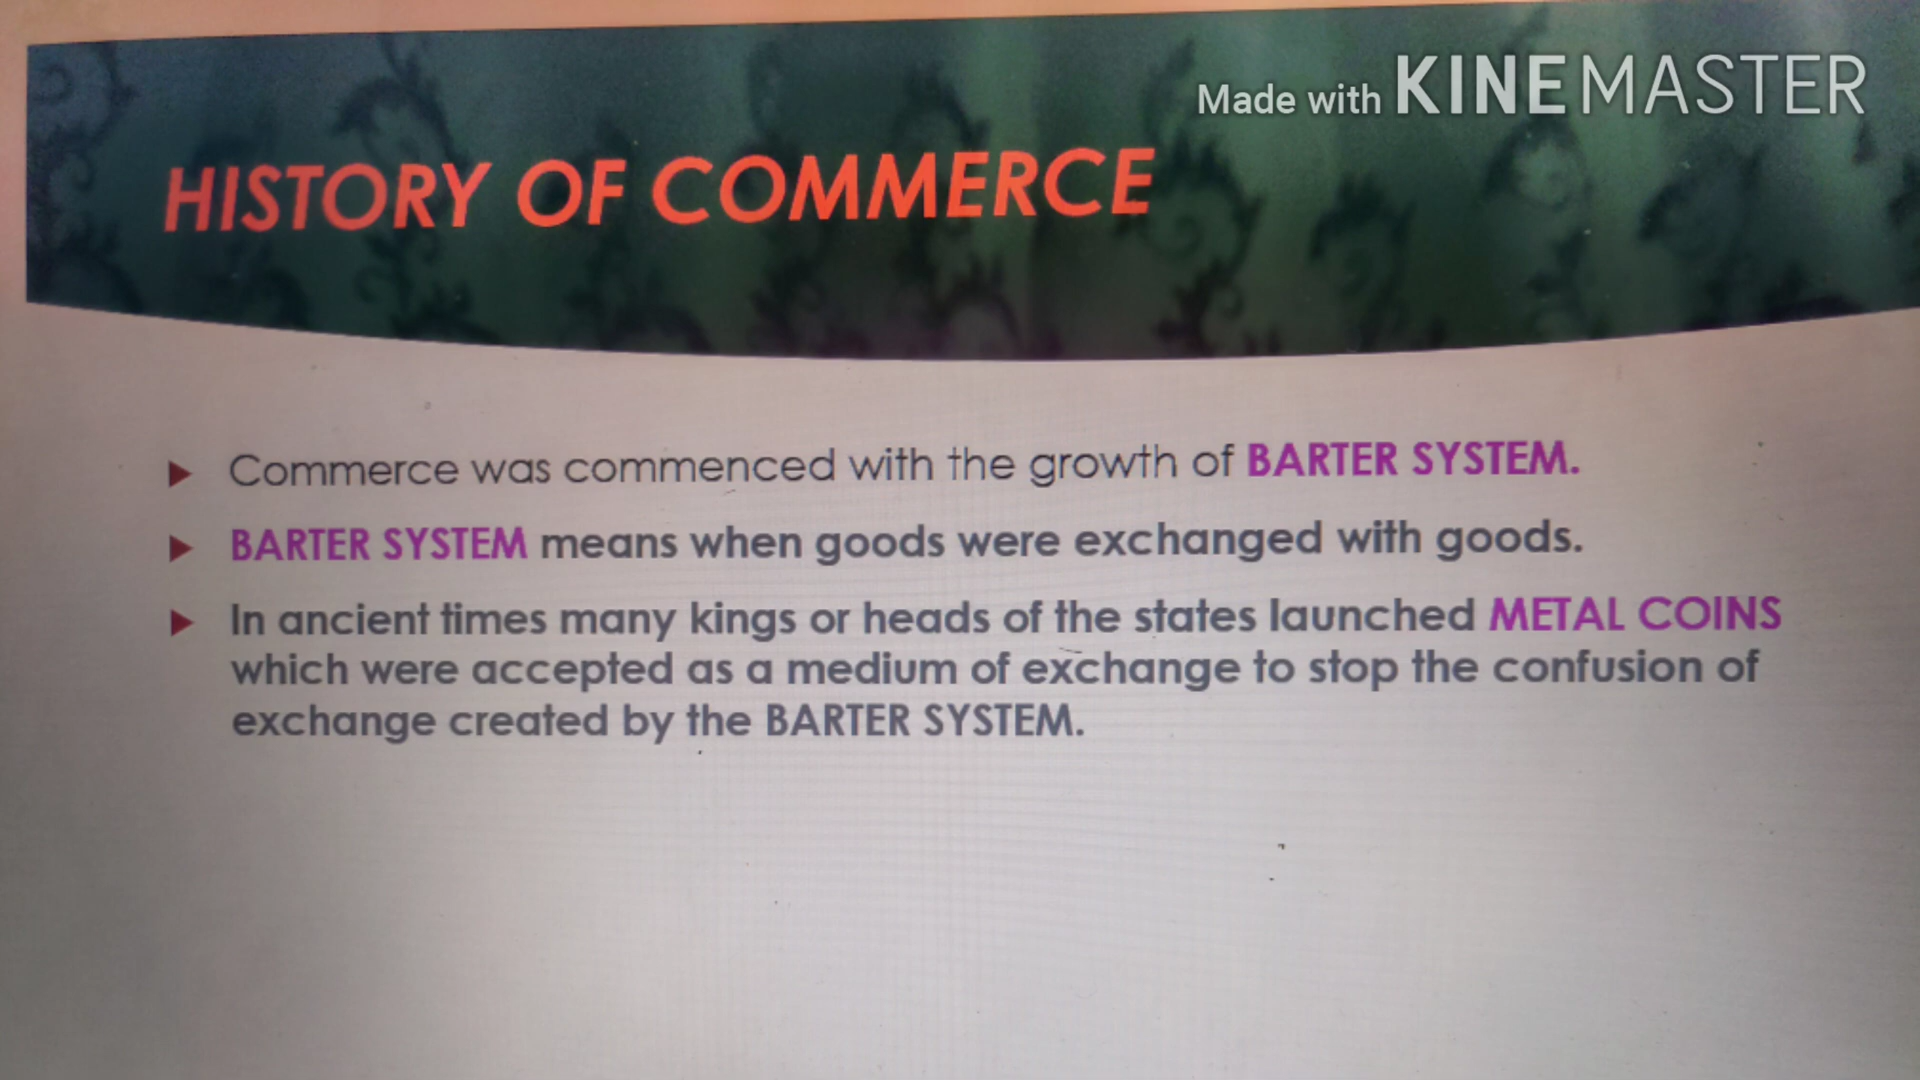 Made with KINEMASTER
HISTORY OF COMMERCE
Commerce was commenced with the growth of BARTER SYSTEM.
BARTER SYSTEM means when goods were exchanged with goods.
In ancient times many kings or heads of the states launched METAL COINS
which were accepted as a medium of exchange to stop the confusion of
exchange created by the BARTER SYSTEM.